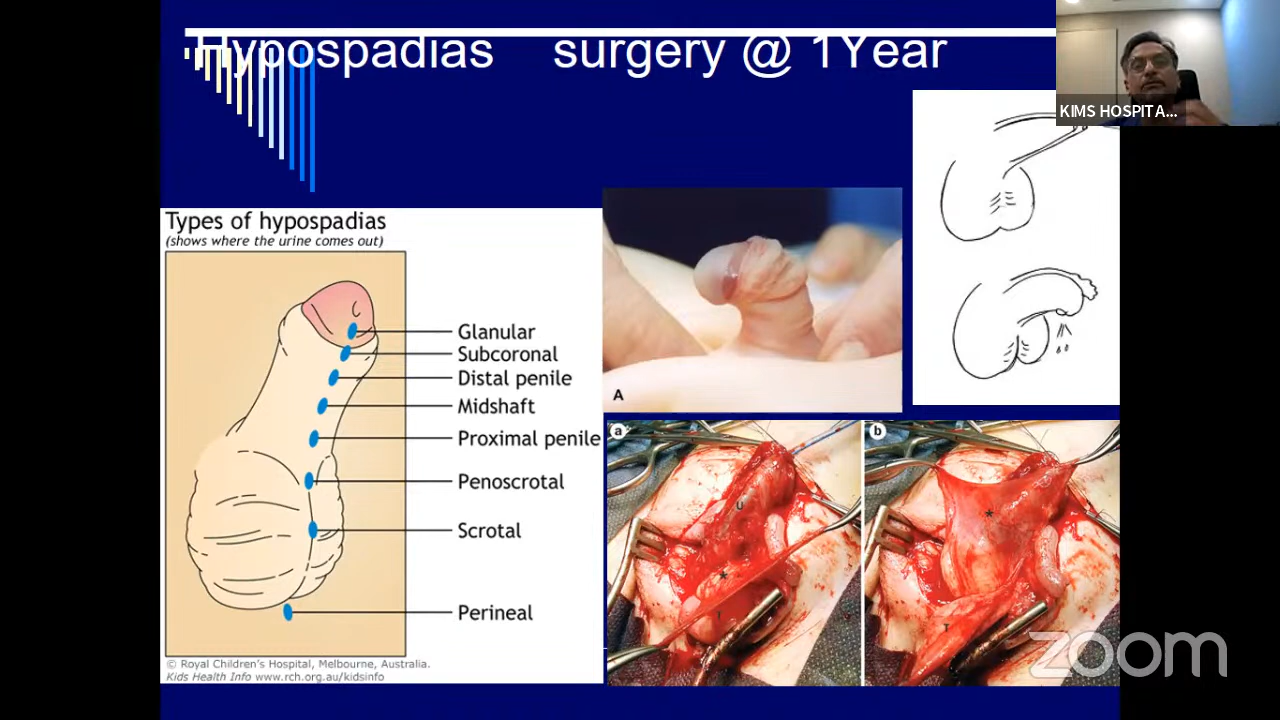 Hypospadias surgery @ 1Year
KIMS HOSPITA...
Types of hypospadias
(shows where the urine comes out)
Glanular
Subcoronal
Distal penile
Midshaft
Proximal penile
Penoscrotal
Scrotal
Perineal
© Royal Children's Hospital, Melbourne, Australia.
Kids Health Info www.rch.org.au/kidsinfo
A
a
U
*
T
b
*
T
zoom